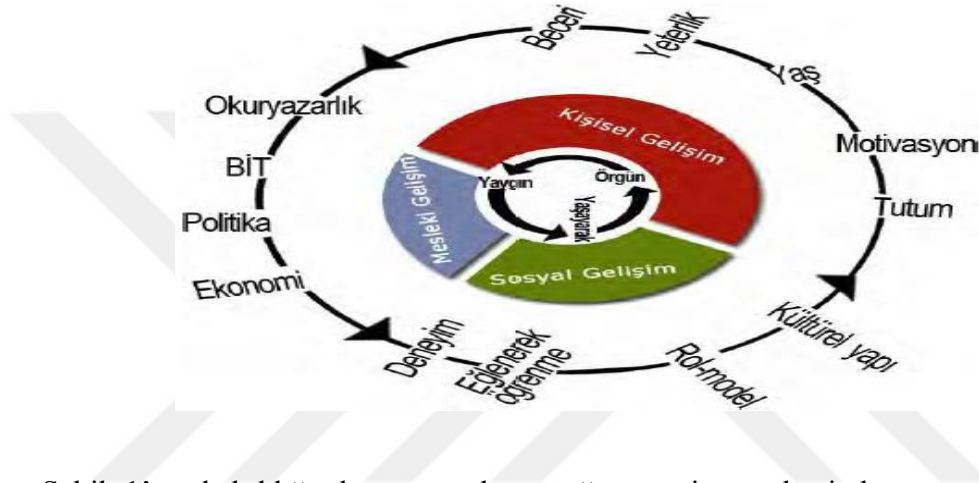 Beceri
Yeterlik
Yaş
Motivasyon
Tutum
Kültürel yapı
Rol-model
Eğlenerek
öğrenme
Deneyim
Ekonomi
Politika
BİT
Okuryazarlık
Kişisel Gelişim
Mesleki Gelişim
Sosyal Gelişim
Yaygın
Örgün
Yaşayarak